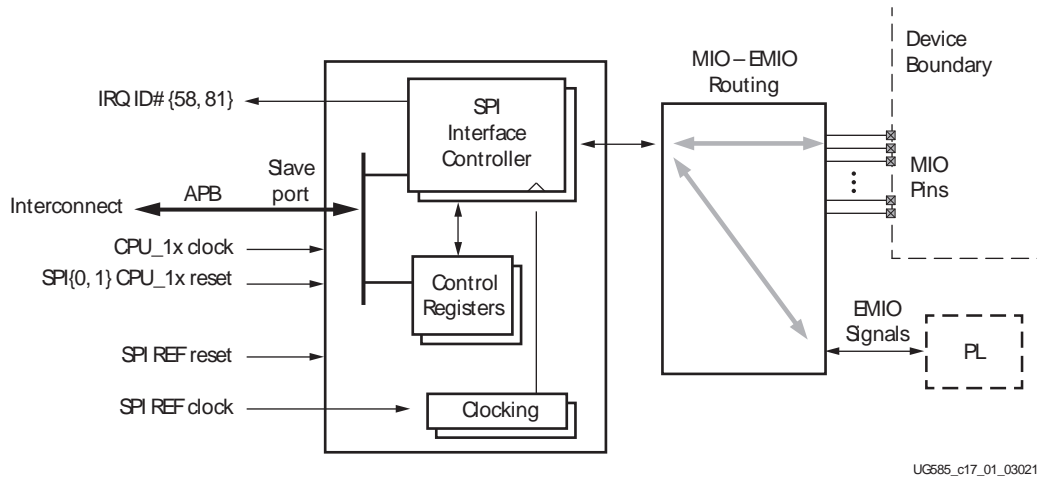 Device
Boundary
MIO – EMIO
Routing
IRQ ID# {58, 81}
SPI
Interface
Controller
MIO
Pins
Slave
port
APB
Interconnect
CPU_1x clock
SPI{0, 1} CPU_1x reset
Control
Registers
EMIO
Signals
PL
SPI REF reset
SPI REF clock
Clocking
UG585_c17_01_03021